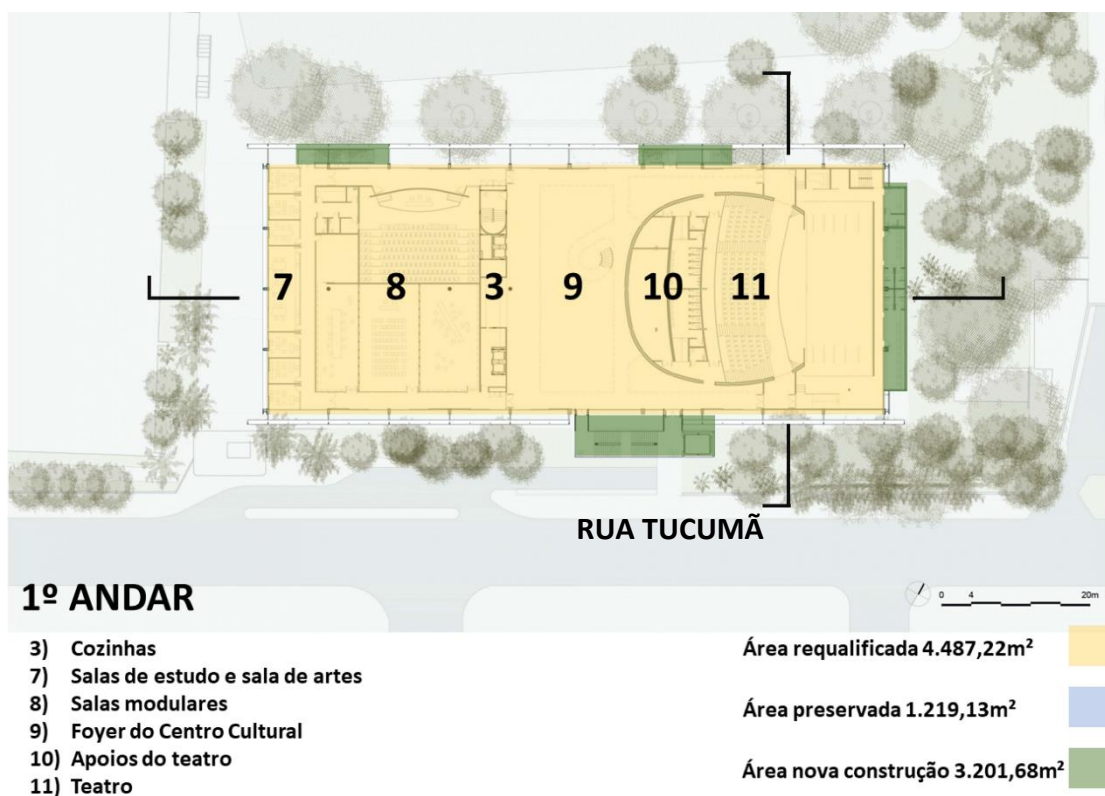 7 8 3 9 10 11
RUA TUCUMÃ
1º ANDAR
0 4 20m
3) Cozinhas
7) Salas de estudo e sala de artes
8) Salas modulares
9) Foyer do Centro Cultural
10) Apoios do teatro
11) Teatro
Área requalificada 4.487,22m²
Área preservada 1.219,13m²
Área nova construção 3.201,68m²